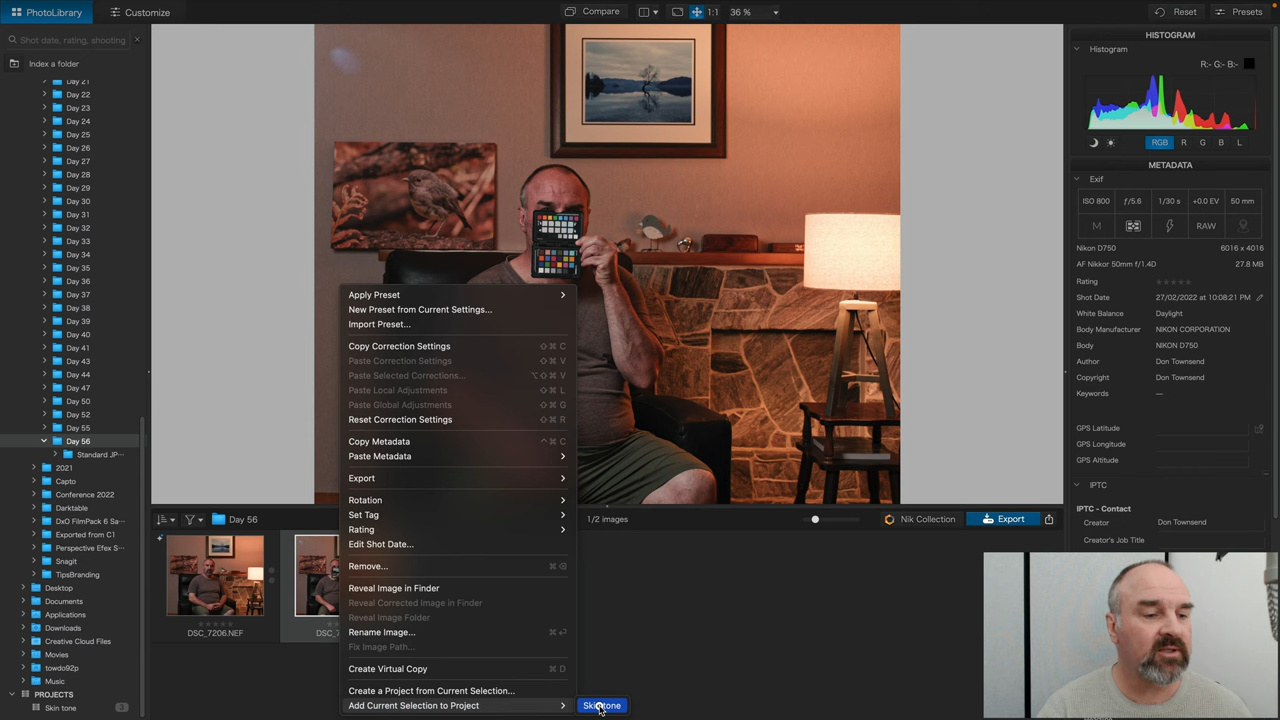 PhotoLibrary
Customize
Compare
1:1
36 %
Reset
Presets
Shot date, rating, shooting
Index a folder
Day 21
Day 22
Day 23
Day 24
Day 25
Day 26
Day 27
Day 28
Day 29
Day 30
Day 31
Day 32
Day 33
Day 34
Day 35
Day 36
Day 37
Day 38
Day 39
Day 40
Day 41
Day 43
Day 44
Day 47
Day 50
Day 52
Day 55
Day 56
Standard JP···
2021
Capto
Conference 2022
Darktable
DxO FilmPack 6 Sa···
Exported from C1
Perspective Efex S···
Snagit
TipsBranding
Desktop
Documents
Applications
Downloads
Creative Cloud Files
Movies
towdo92p
Music
PROJECTS
Skin tone 3
Apply Preset
New Preset from Current Settings...
Import Preset...
Copy Correction Settings ⇧⌘ C
Paste Correction Settings ⇧⌘ V
Paste Selected Corrections... ⌥⇧⌘ V
Paste Local Adjustments ⇧⌘ L
Paste Global Adjustments ⇧⌘ G
Reset Correction Settings ⇧⌘ R
Copy Metadata ^⌘ C
Paste Metadata
Export
Rotation
Set Tag
Rating
Edit Shot Date...
Remove... ⌘⌫
Reveal Image in Finder
Reveal Corrected Image in Finder
Reveal Image Folder
Rename Image... ⌘⏎
Fix Image Path...
Create Virtual Copy ⌘ D
Create a Project from Current Selection...
Add Current Selection to Project
Skin tone
Day 56
1/2 images
Nik Collection
Export
DSC_7206.NEF
DSC_7
HISTOGRAM
Histogram
R:- G:- B:-
RGB R G B L
METADATA
Exif
ISO 800 ƒ/5.6 1/30 s +0.0 EV 50 mm
M RAW
Nikon D750 6016 x 4016
AF Nikkor 50mm f/1.4D 27.8 MB
Rating
Shot Date 27/02/2022 at 10:08:21 PM
White Balance Daylight
Body Manufacturer NIKON CORPORATION
Body NIKON D750
Author Don Townsend
Copyright Don Townsend
Keywords —
GPS Latitude
GPS Longitude
GPS Altitude
IPTC
IPTC - Contact
Creator Don Townsend
Creator's Job Title